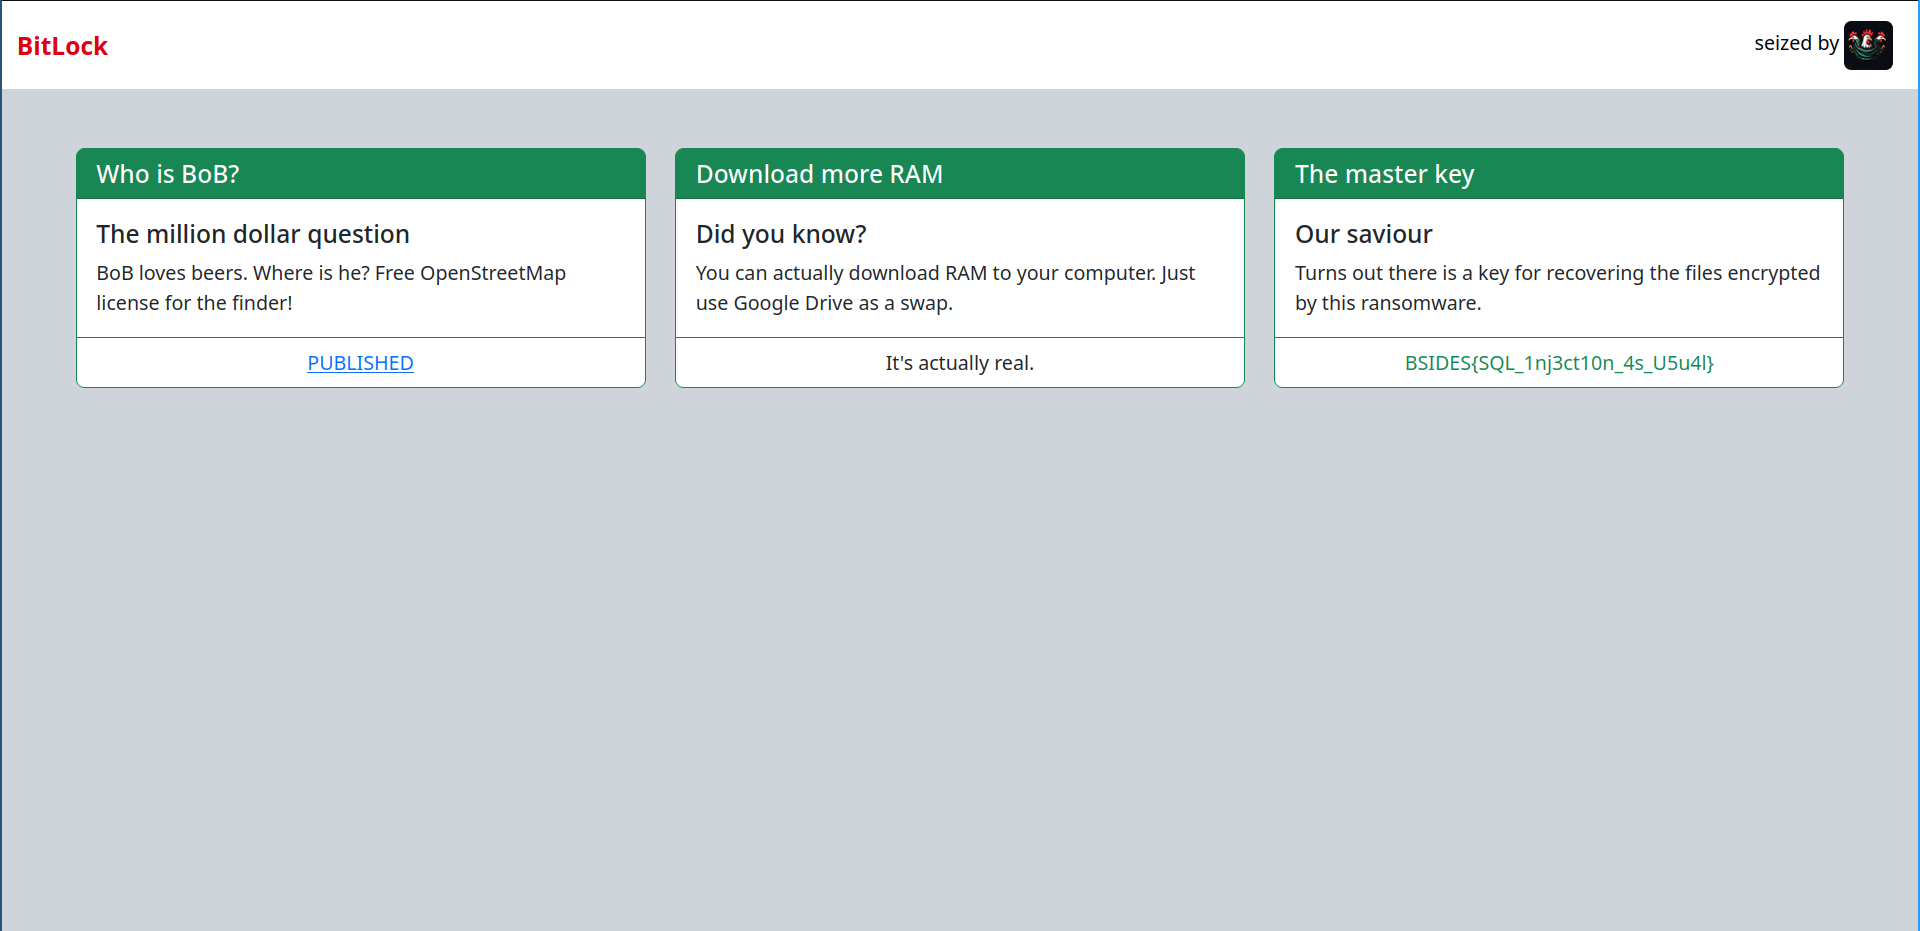 BitLock
seized by
Who is BoB?
The million dollar question
BoB loves beers. Where is he? Free OpenStreetMap
license for the finder!
PUBLISHED
Download more RAM
Did you know?
You can actually download RAM to your computer. Just
use Google Drive as a swap.
It's actually real.
The master key
Our saviour
Turns out there is a key for recovering the files encrypted
by this ransomware.
BSIDES{SQL_1nj3ct10n_4s_U5u4l}